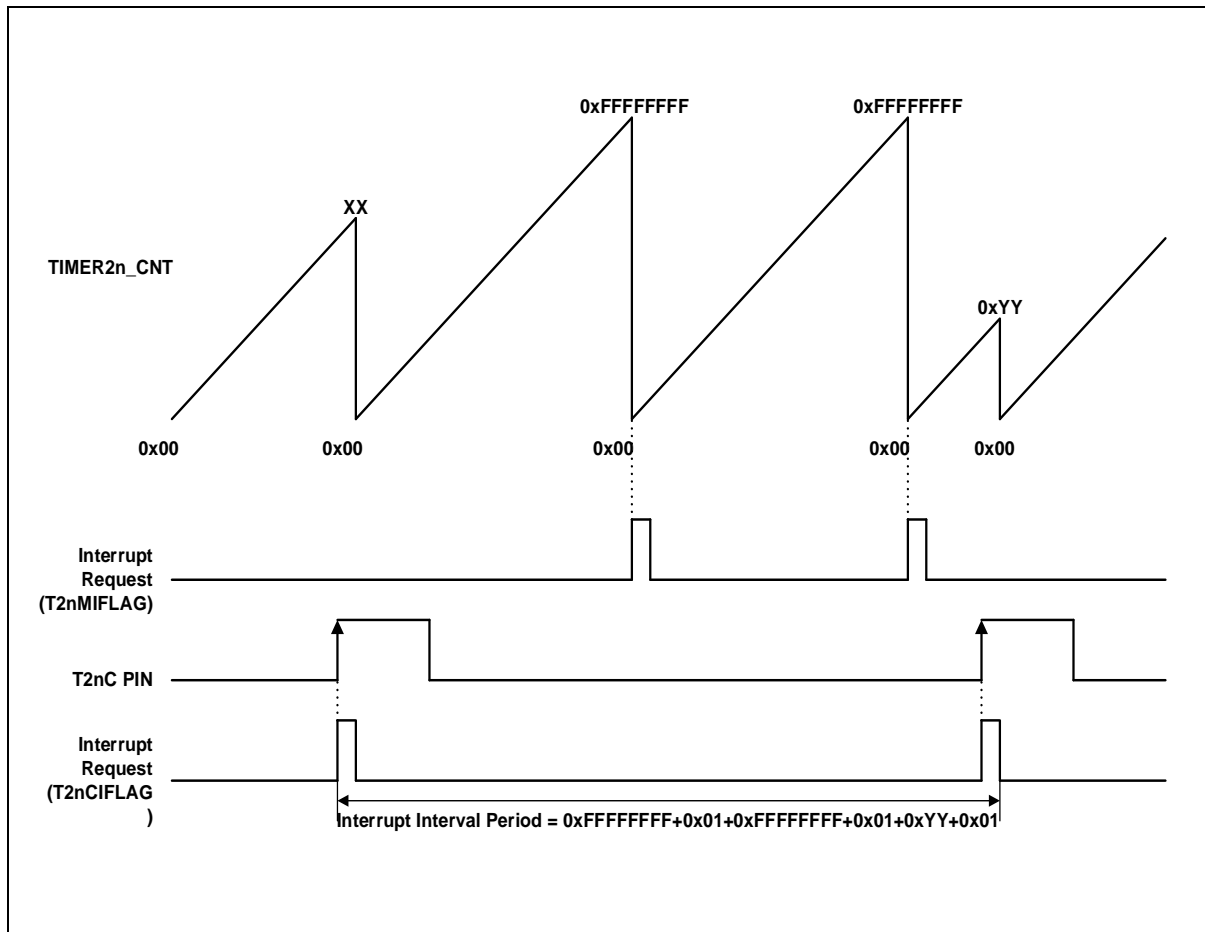 0xFFFFFFFF 0xFFFFFFFF
XX
TIMER2n_CNT
0xYY
0x00 0x00 0x00 0x00 0x00
Interrupt
Request
(T2nMIFLAG)
T2nC PIN
Interrupt
Request
(T2nCIFLAG
)
Interrupt Interval Period = 0xFFFFFFFF+0x01+0xFFFFFFFF+0x01+0xYY+0x01